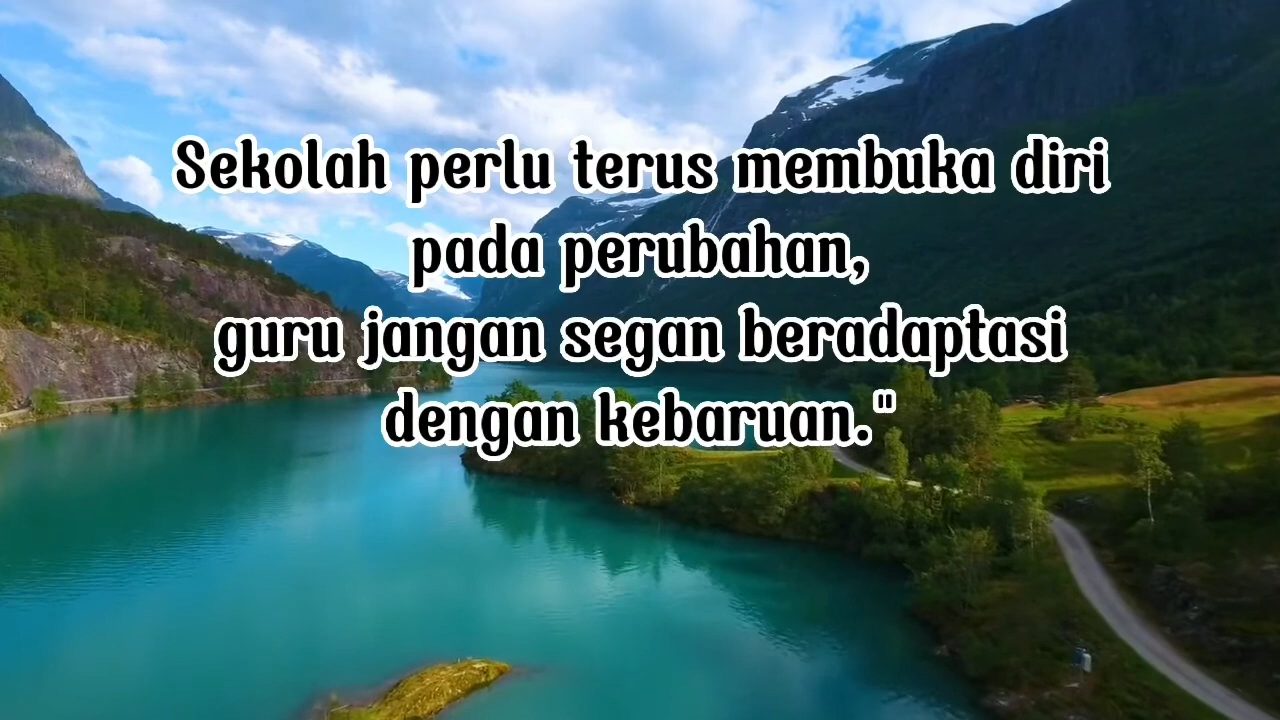 Sekolah perlu terus membuka diri
pada perubahan,
guru jangan segan beradaptasi
dengan kebaruan."